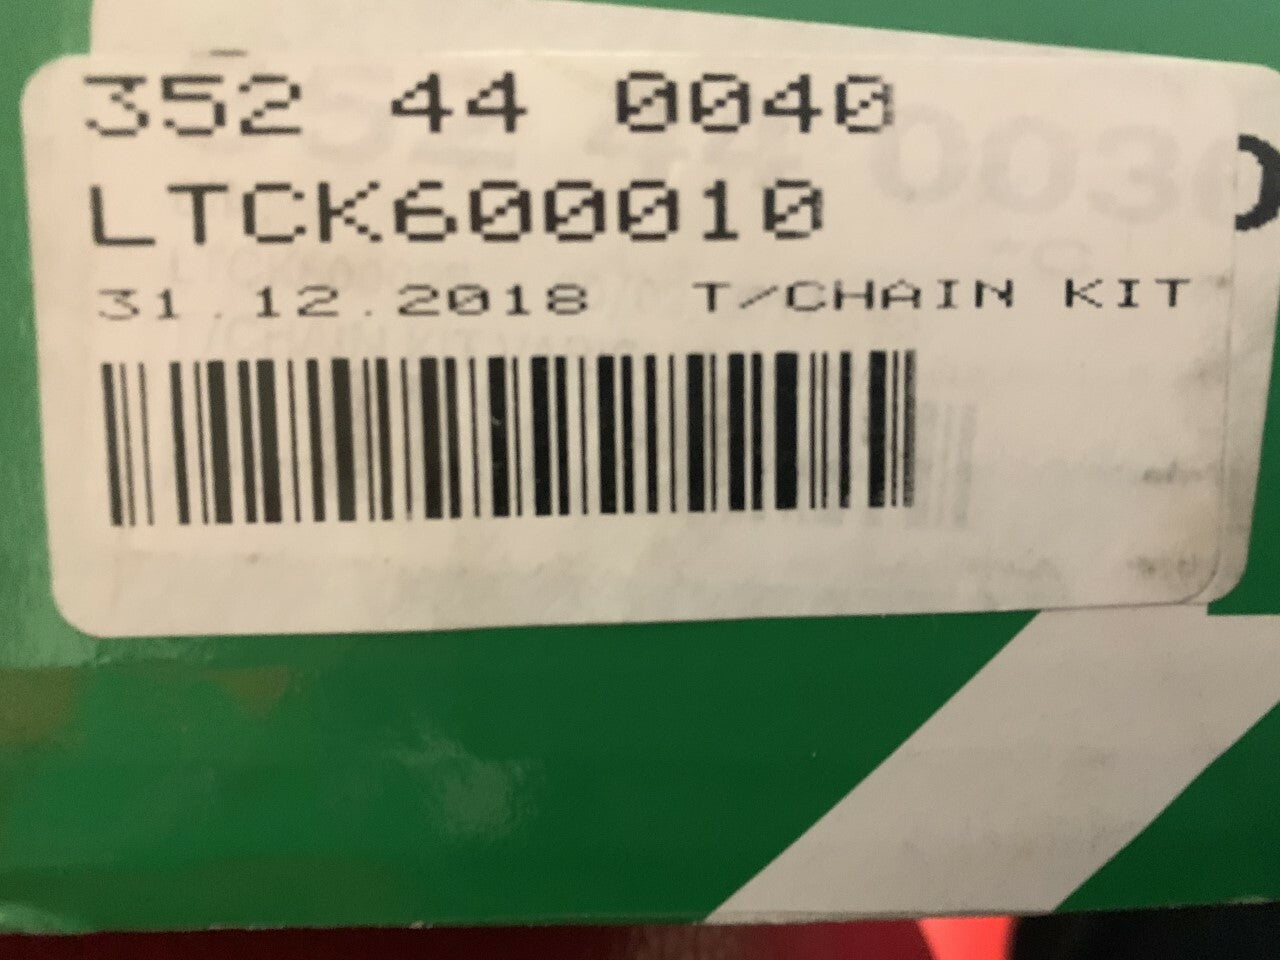 352 44 0040
LTCK600010
31.12.2018 T/CHAIN KIT